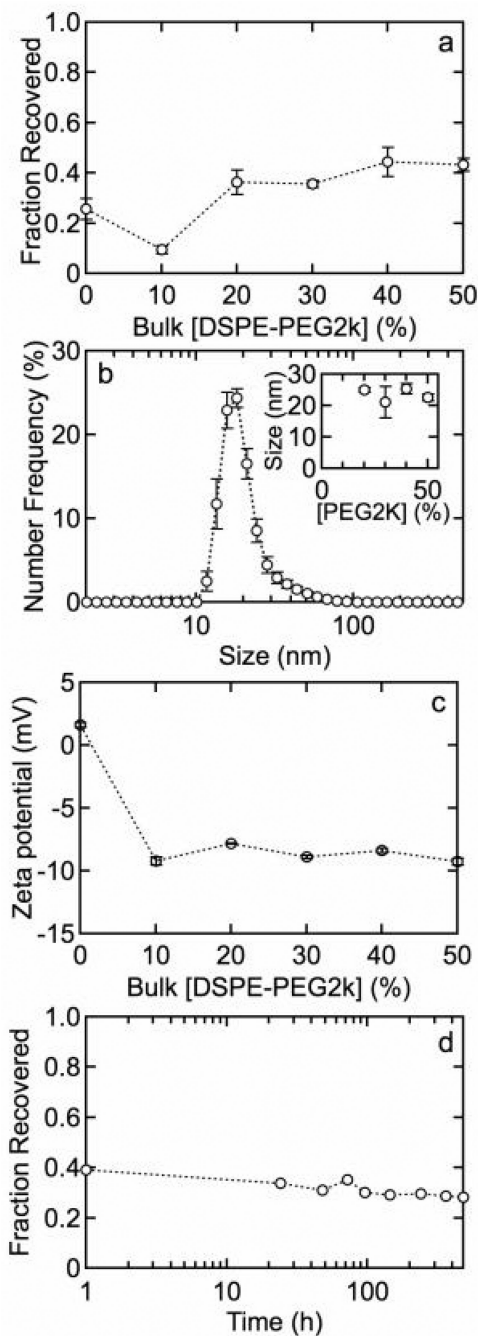 a
Fraction Recovered
1.0
0.8
0.6
0.4
0.2
0
0 10 20 30 40 50
Bulk [DSPE-PEG2k] (%)
b
Number Frequency (%)
30
20
10
0
10 100
Size (nm)
Size (nm)
30
20
10
0
0 50
[PEG2K] (%)
c
Zeta potential (mV)
5
0
-5
-10
-15
0 10 20 30 40 50
Bulk [DSPE-PEG2k] (%)
d
Fraction Recovered
1.0
0.8
0.6
0.4
0.2
0
1 10 100
Time (h)